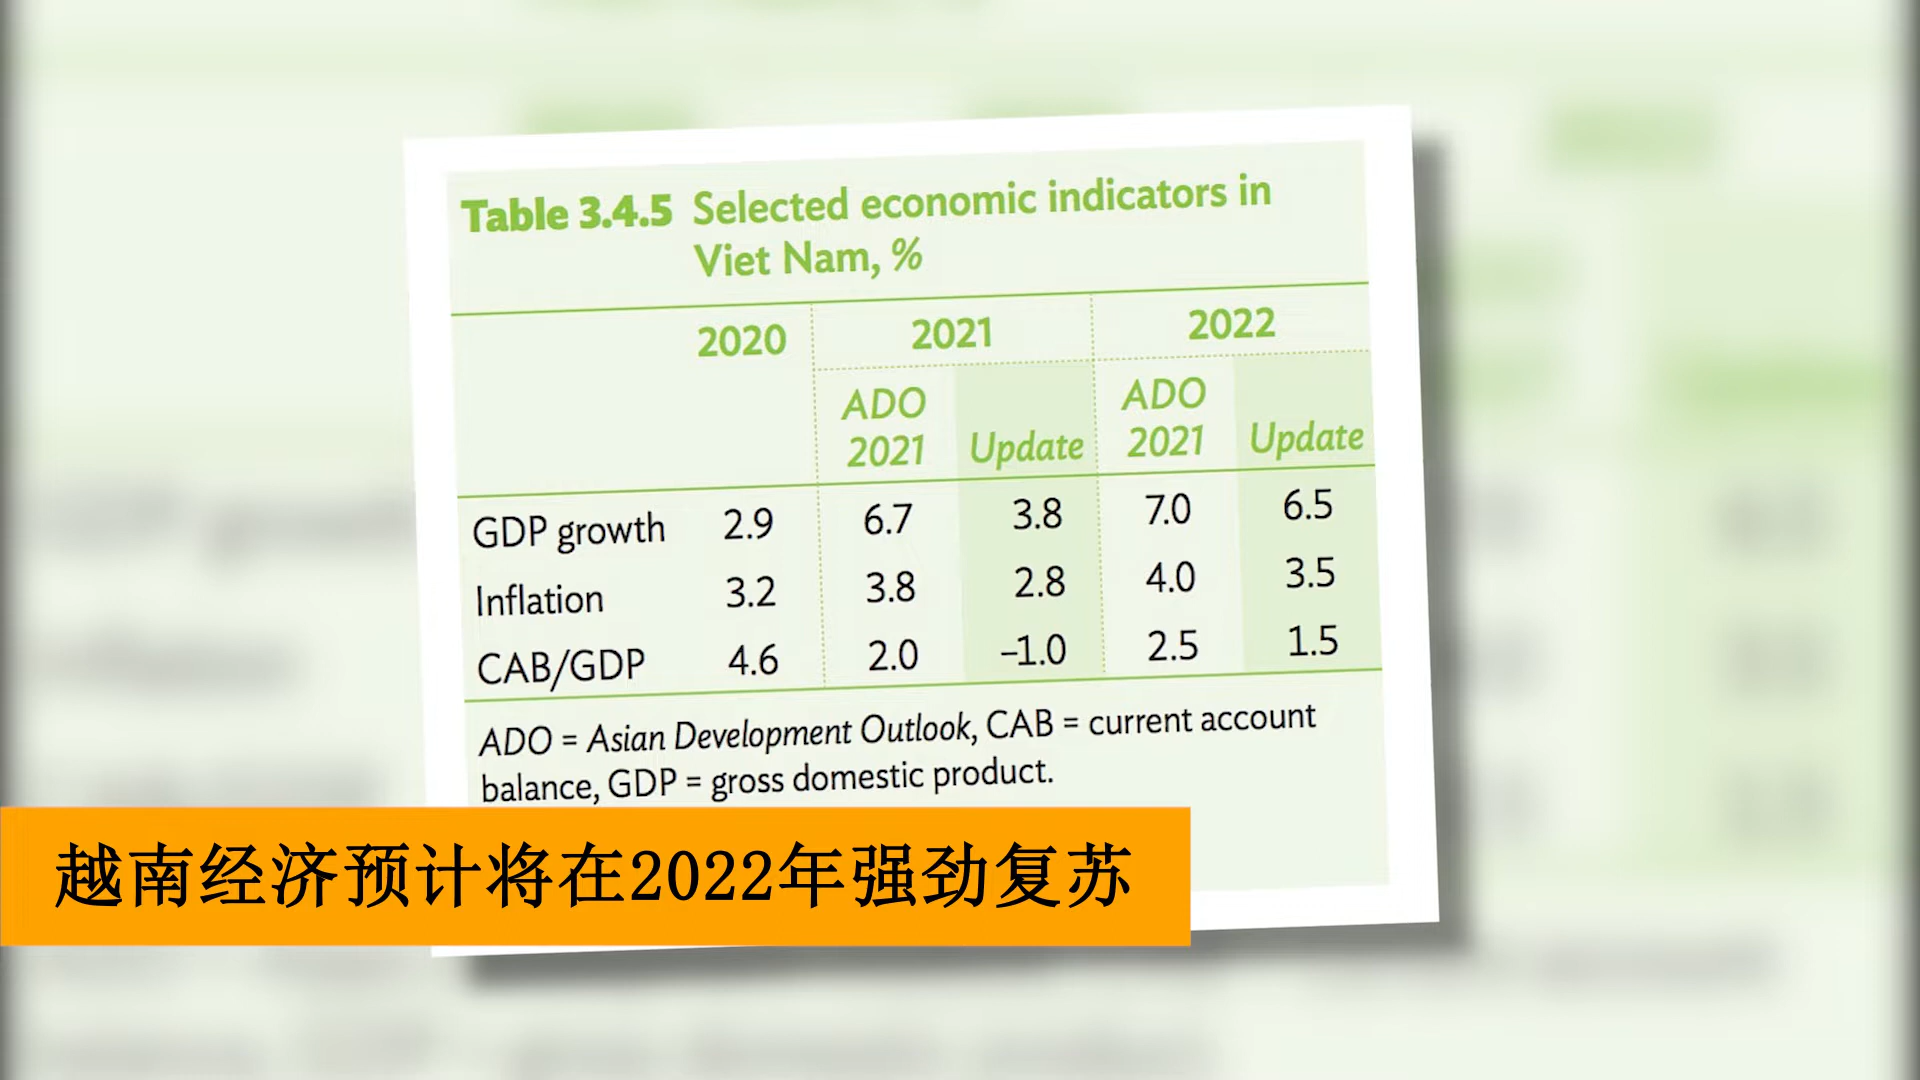 Table 3.4.5 Selected economic indicators in
Viet Nam, %
2020 2021 2022
ADO 2021 Update ADO 2021 Update
GDP growth 2.9 6.7 3.8 7.0 6.5
Inflation 3.2 3.8 2.8 4.0 3.5
CAB/GDP 4.6 2.0 –1.0 2.5 1.5
ADO = Asian Development Outlook, CAB = current account
balance, GDP = gross domestic product.
越南经济预计将在2022年强劲复苏